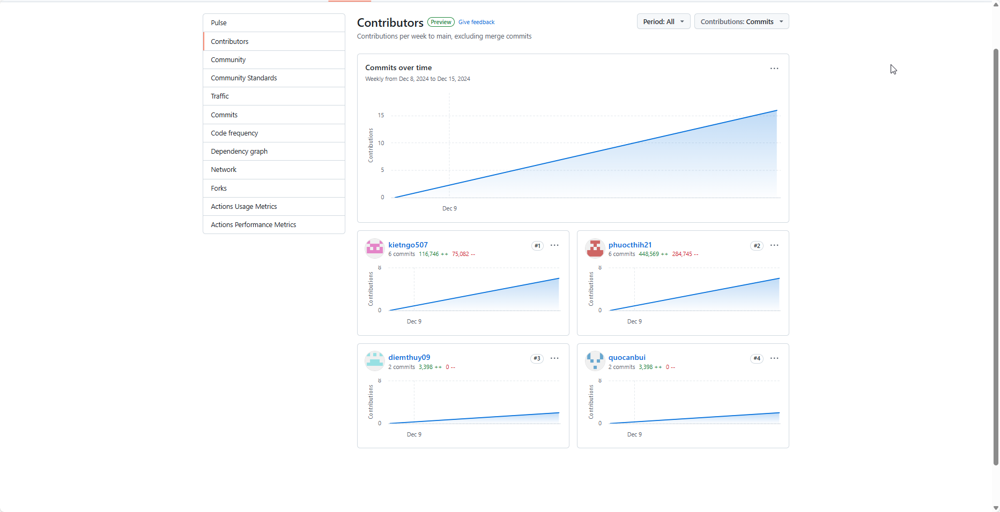 Pulse
Contributors
Community
Community Standards
Traffic
Commits
Code frequency
Dependency graph
Network
Forks
Actions Usage Metrics
Actions Performance Metrics
Contributors Preview Give feedback
Period: All
Contributions: Commits
Contributions per week to main, excluding merge commits
Commits over time
Weekly from Dec 8, 2024 to Dec 15, 2024
Contributions
15
10
5
0
Dec 9
kietngo507 #1
6 commits 116,746 ++ 75,082 --
Contributions
8
0
Dec 9
phuocthih21 #2
6 commits 448,569 ++ 284,745 --
Contributions
8
0
Dec 9
diemthuy09 #3
2 commits 3,398 ++ 0 --
Contributions
8
0
Dec 9
quocanbui #4
2 commits 3,398 ++ 0 --
Contributions
8
0
Dec 9